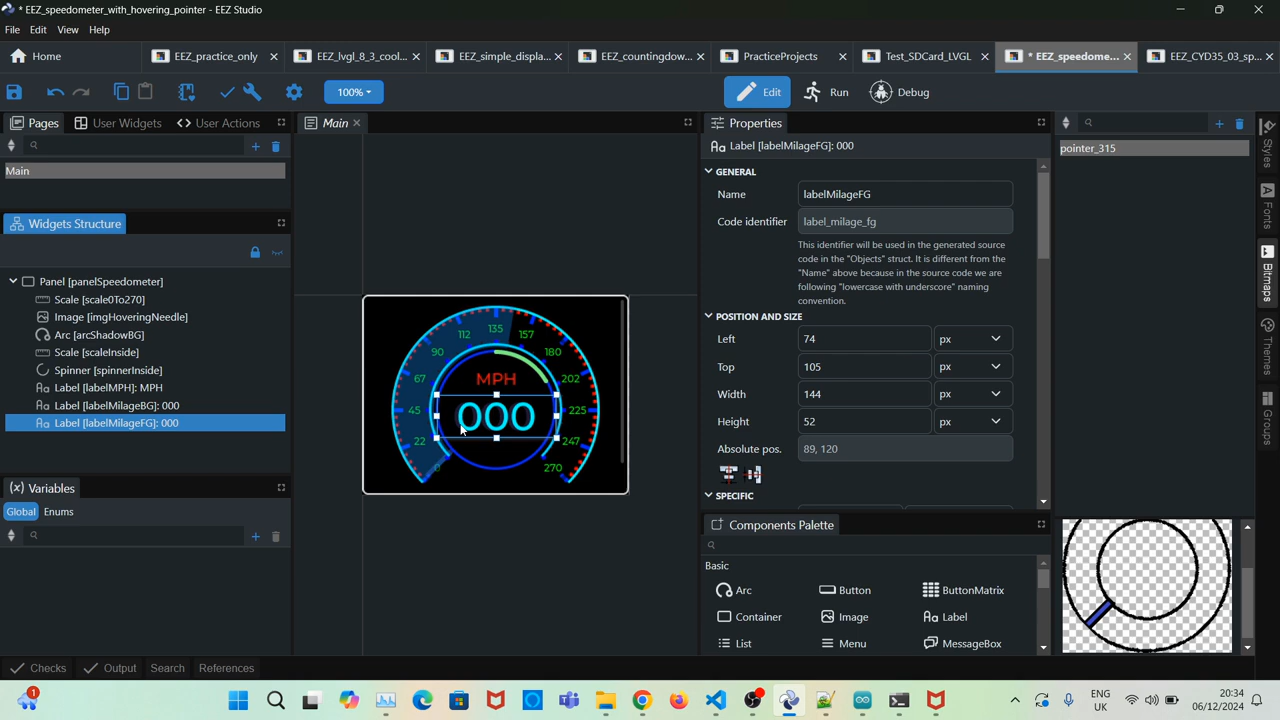 * EEZ_speedometer_with_hovering_pointer - EEZ Studio
File Edit View Help
Home
EEZ_practice_only
EEZ_lvgl_8_3_cool...
EEZ_simple_displa...
EEZ_countingdow...
PracticeProjects
Test_SDCard_LVGL
* EEZ_speedome...
EEZ_CYD35_03_sp...
100%
Edit
Run
Debug
Pages
User Widgets
User Actions
Main
Widgets Structure
Panel [panelSpeedometer]
Scale [scale0To270]
Image [imgHoveringNeedle]
Arc [arcShadowBG]
Scale [scaleInside]
Spinner [spinnerInside]
Label [labelMPH]: MPH
Label [labelMilageBG]: 000
Label [labelMilageFG]: 000
Variables
Global Enums
Main
0
22
45
67
90
112
135
157
180
202
225
247
270
MPH
000
Properties
Label [labelMilageFG]: 000
GENERAL
Name labelMilageFG
Code identifier label_milage_fg
This identifier will be used in the generated source
code in the "Objects" struct. It is different from the
"Name" above because in the source code we are
following "lowercase with underscore" naming
convention.
POSITION AND SIZE
Left 74 px
Top 105 px
Width 144 px
Height 52 px
Absolute pos. 89, 120
SPECIFIC
Components Palette
Basic
Arc Button ButtonMatrix
Container Image Label
List Menu MessageBox
pointer_315
Styles
Fonts
Bitmaps
Themes
Groups
Checks Output Search References
1
ENG
UK
20:34
06/12/2024